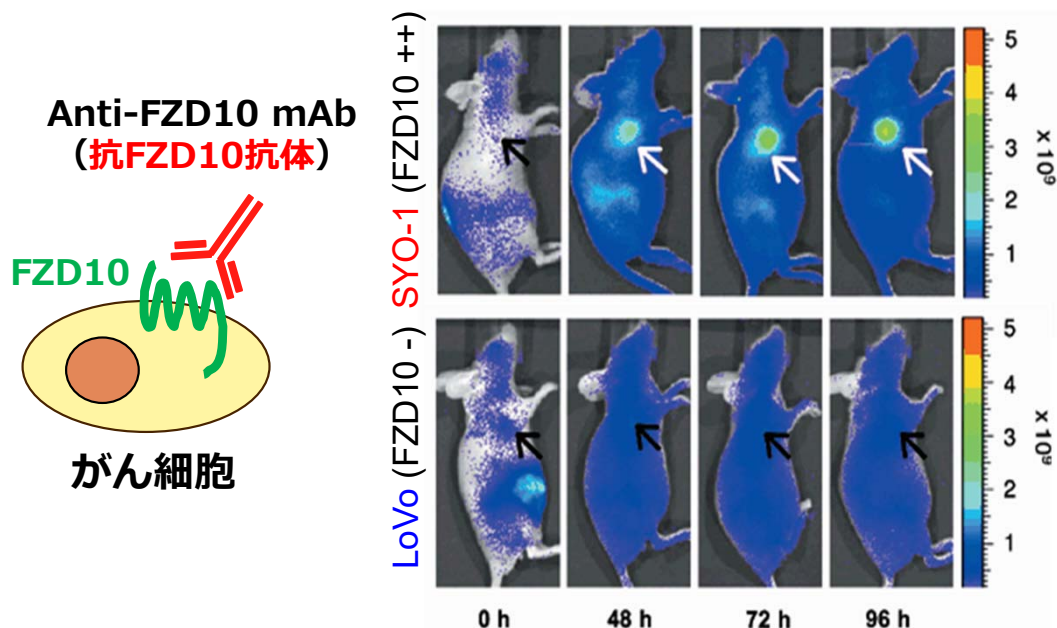 Anti-FZD10 mAb
（抗FZD10抗体）
FZD10
がん細胞
SYO-1 (FZD10 ++)
LoVo (FZD10 -)
5
4
3
2
1
x 10⁹
5
4
3
2
1
x 10⁹
0 h
48 h
72 h
96 h